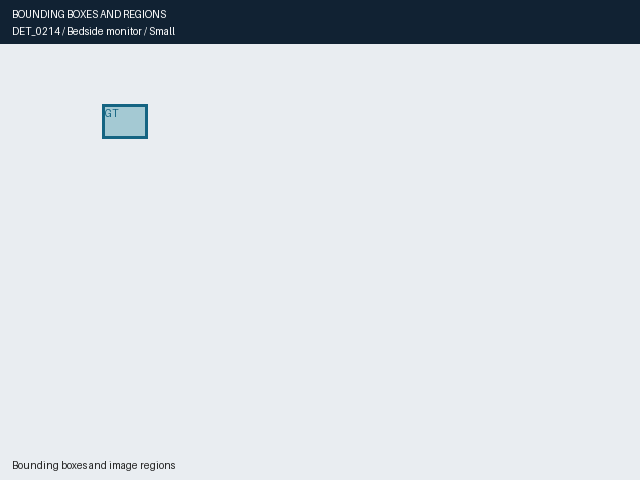 BOUNDING BOXES AND REGIONS
DET_0214 / Bedside monitor / Small
GT
Bounding boxes and image regions